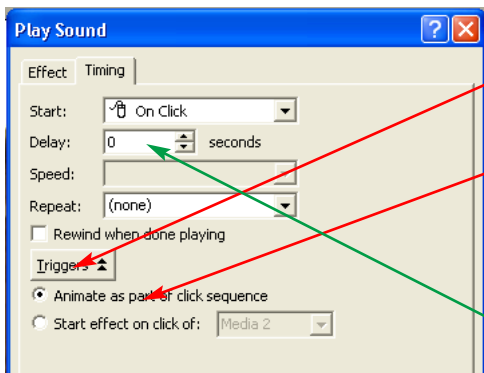 Play Sound
Effect Timing
Start: On Click
Delay: 0 seconds
Speed:
Repeat: (none)
Rewind when done playing
Triggers
Animate as part of click sequence
Start effect on click of: Media 2